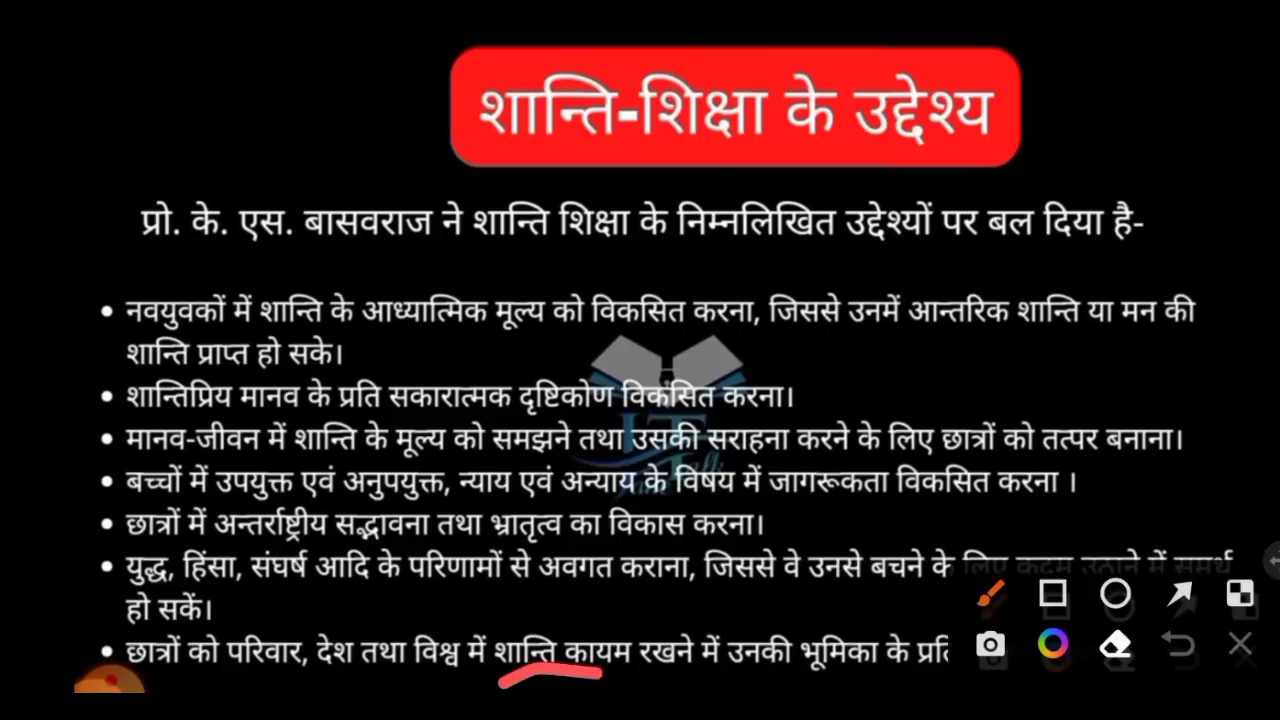 शान्ति-शिक्षा के उद्देश्य
प्रो. के. एस. बासवराज ने शान्ति शिक्षा के निम्नलिखित उद्देश्यों पर बल दिया है-
• नवयुवकों में शान्ति के आध्यात्मिक मूल्य को विकसित करना, जिससे उनमें आन्तरिक शान्ति या मन की
शान्ति प्राप्त हो सके।
• शान्तिप्रिय मानव के प्रति सकारात्मक दृष्टिकोण विकसित करना।
• मानव-जीवन में शान्ति के मूल्य को समझने तथा उसकी सराहना करने के लिए छात्रों को तत्पर बनाना।
• बच्चों में उपयुक्त एवं अनुपयुक्त, न्याय एवं अन्याय के विषय में जागरूकता विकसित करना ।
• छात्रों में अन्तर्राष्ट्रीय सद्भावना तथा भ्रातृत्व का विकास करना।
• युद्ध, हिंसा, संघर्ष आदि के परिणामों से अवगत कराना, जिससे वे उनसे बचने के लिए कदम उठाने में समर्थ
हो सकें।
• छात्रों को परिवार, देश तथा विश्व में शान्ति कायम रखने में उनकी भूमिका के